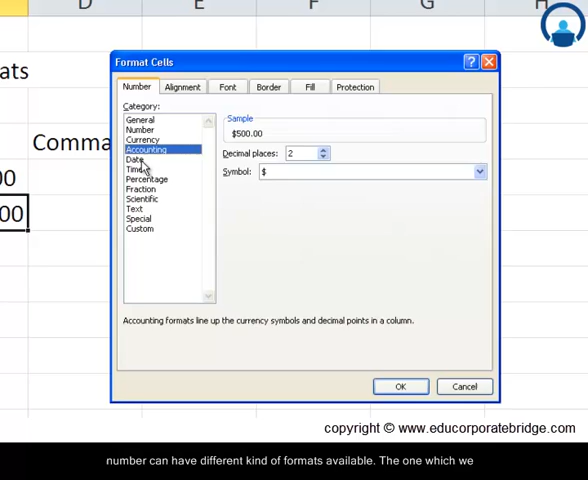 D E F G H
ats
Format Cells
Number Alignment Font Border Fill Protection
Category:
General
Number
Currency
Accounting
Date
Time
Percentage
Fraction
Scientific
Text
Special
Custom
Sample
$500.00
Decimal places: 2
Symbol: $
Comma
00
00
Accounting formats line up the currency symbols and decimal points in a column.
OK Cancel
copyright © www.educorporatebridge.com
number can have different kind of formats available. The one which we